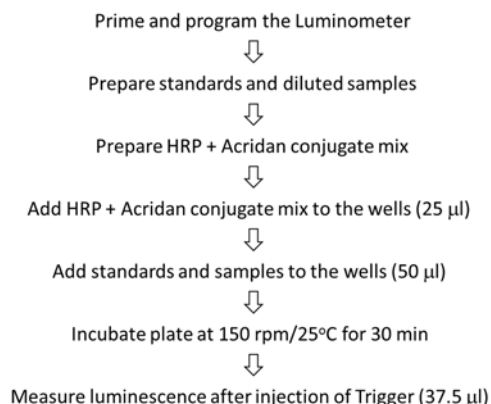 Prime and program the Luminometer
Prepare standards and diluted samples
Prepare HRP + Acridan conjugate mix
Add HRP + Acridan conjugate mix to the wells (25 µl)
Add standards and samples to the wells (50 µl)
Incubate plate at 150 rpm/25°C for 30 min
Measure luminescence after injection of Trigger (37.5 µl)